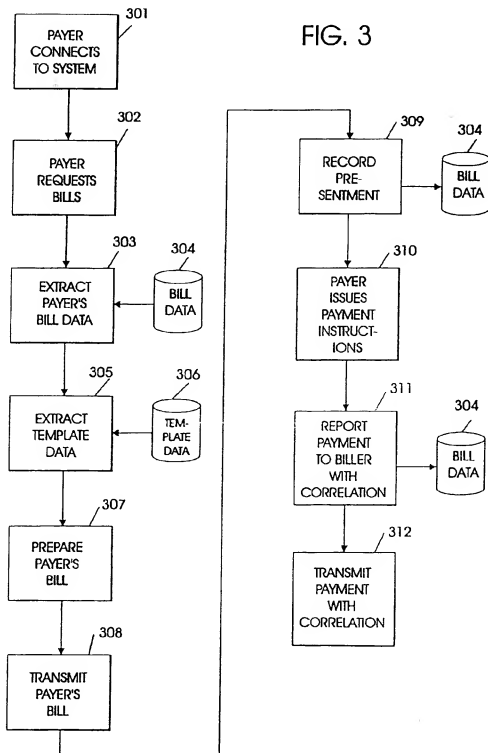 FIG. 3
301
PAYER
CONNECTS
TO SYSTEM
302
PAYER
REQUESTS
BILLS
303
EXTRACT
PAYER'S
BILL DATA
304
BILL
DATA
305
EXTRACT
TEMPLATE
DATA
306
TEM-
PLATE
DATA
307
PREPARE
PAYER'S
BILL
308
TRANSMIT
PAYER'S
BILL
309
RECORD
PRE-
SENTMENT
304
BILL
DATA
310
PAYER
ISSUES
PAYMENT
INSTRUCT-
IONS
311
REPORT
PAYMENT
TO BILLER
WITH
CORRELATION
304
BILL
DATA
312
TRANSMIT
PAYMENT
WITH
CORRELATION